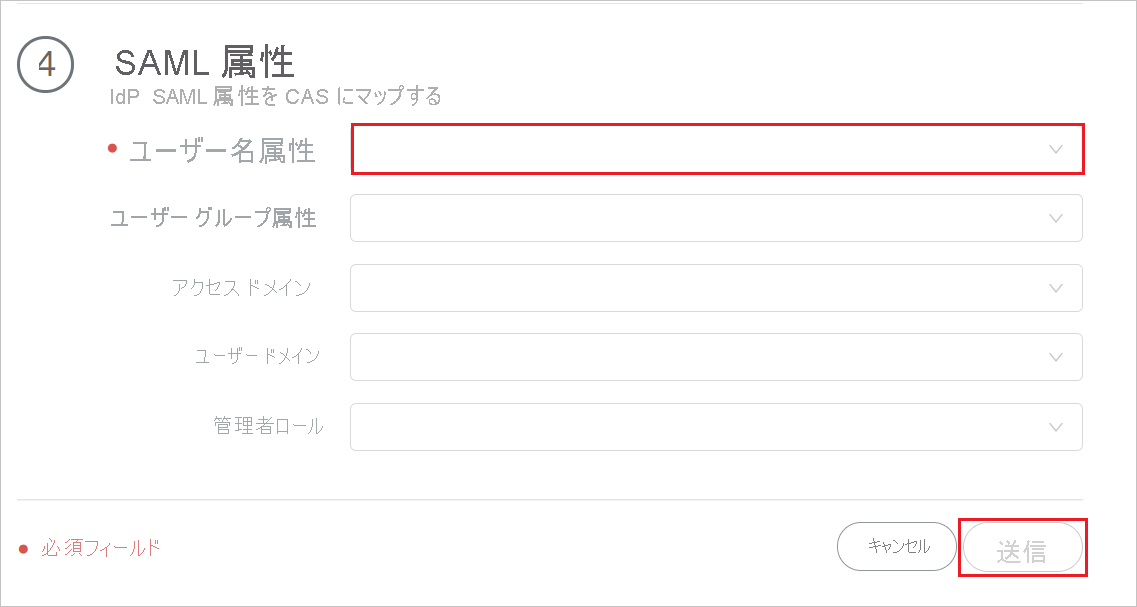 4
SAML 属性
IdP SAML 属性を CAS にマップする
ユーザー名属性
ユーザー グループ属性
アクセス ドメイン
ユーザー ドメイン
管理者ロール
必須フィールド
キャンセル
送信